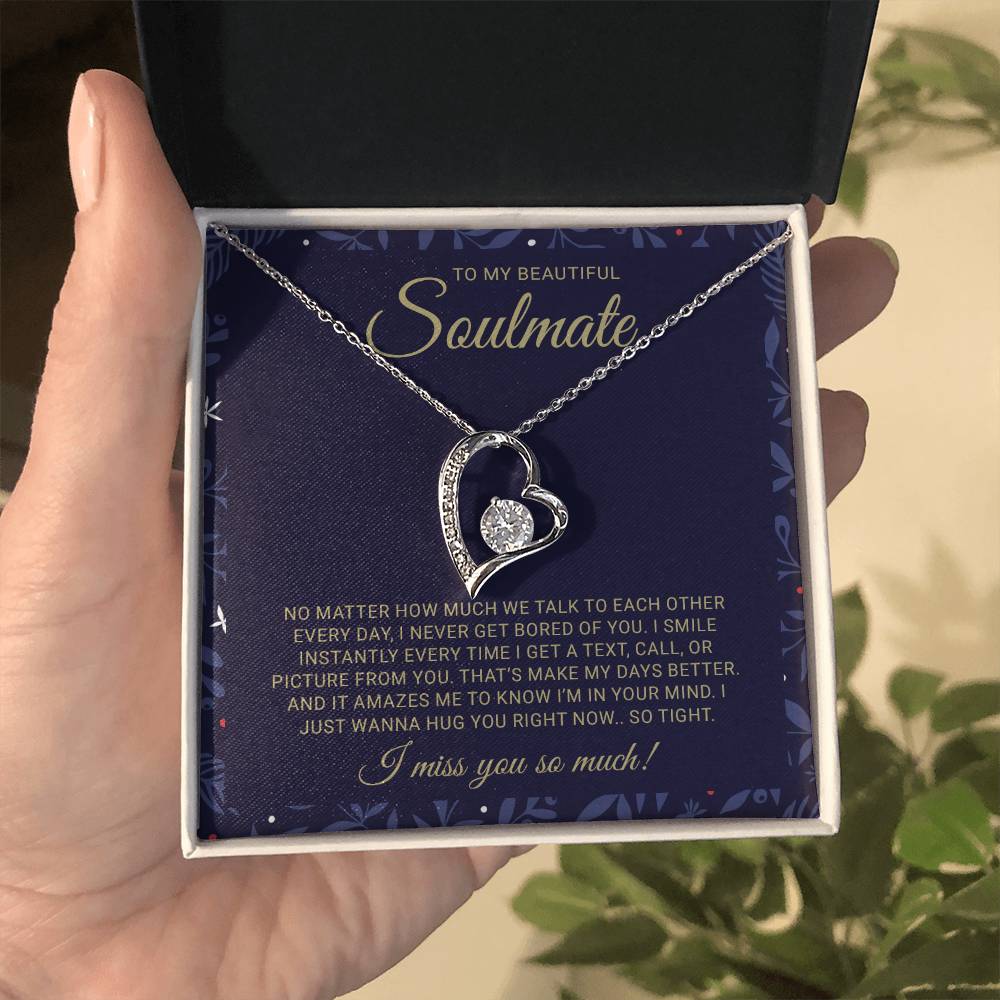 TO MY BEAUTIFUL
Soulmate
NO MATTER HOW MUCH WE TALK TO EACH OTHER
EVERY DAY, I NEVER GET BORED OF YOU. I SMILE
INSTANTLY EVERY TIME I GET A TEXT, CALL, OR
PICTURE FROM YOU. THAT'S MAKE MY DAYS BETTER.
AND IT AMAZES ME TO KNOW I'M IN YOUR MIND. I
JUST WANNA HUG YOU RIGHT NOW.. SO TIGHT.
I miss you so much!